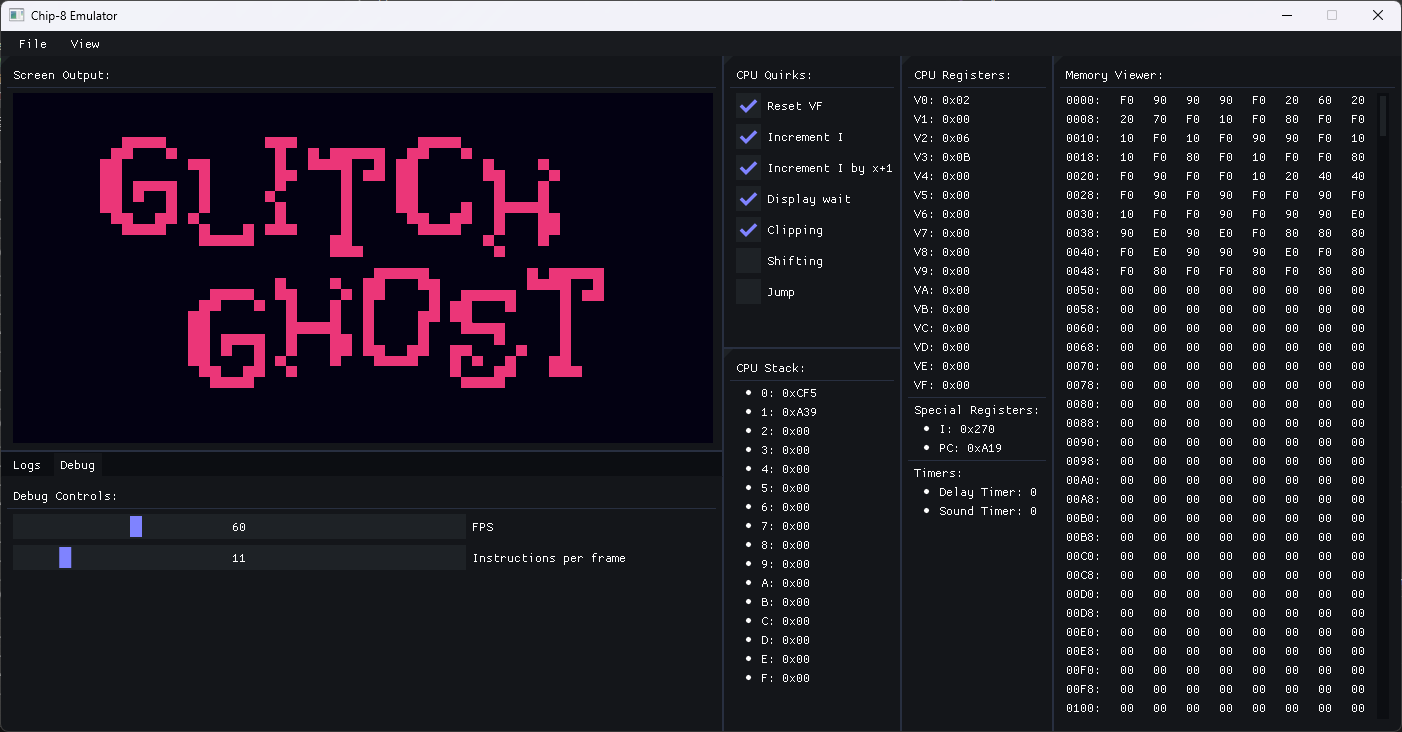 Chip-8 Emulator
File View
Screen Output:
GLITCH
GHOST
Logs Debug
Debug Controls:
60 FPS
11 Instructions per frame
CPU Quirks:
Reset VF
Increment I
Increment I by x+1
Display wait
Clipping
Shifting
Jump
CPU Stack:
0: 0xCF5
1: 0xA39
2: 0x00
3: 0x00
4: 0x00
5: 0x00
6: 0x00
7: 0x00
8: 0x00
9: 0x00
A: 0x00
B: 0x00
C: 0x00
D: 0x00
E: 0x00
F: 0x00
CPU Registers:
V0: 0x02
V1: 0x00
V2: 0x06
V3: 0x0B
V4: 0x00
V5: 0x00
V6: 0x00
V7: 0x00
V8: 0x00
V9: 0x00
VA: 0x00
VB: 0x00
VC: 0x00
VD: 0x00
VE: 0x00
VF: 0x00
Special Registers:
I: 0x270
PC: 0xA19
Timers:
Delay Timer: 0
Sound Timer: 0
Memory Viewer:
0000: F0 90 90 90 F0 20 60 20
0008: 20 70 F0 10 F0 80 F0 F0
0010: 10 F0 10 F0 90 90 F0 10
0018: 10 F0 80 F0 10 F0 F0 80
0020: F0 90 F0 F0 10 20 40 40
0028: F0 90 F0 90 F0 F0 90 F0
0030: 10 F0 F0 90 F0 90 90 E0
0038: 90 E0 90 E0 F0 80 80 80
0040: F0 E0 90 90 90 E0 F0 80
0048: F0 80 F0 F0 80 F0 80 80
0050: 00 00 00 00 00 00 00 00
0058: 00 00 00 00 00 00 00 00
0060: 00 00 00 00 00 00 00 00
0068: 00 00 00 00 00 00 00 00
0070: 00 00 00 00 00 00 00 00
0078: 00 00 00 00 00 00 00 00
0080: 00 00 00 00 00 00 00 00
0088: 00 00 00 00 00 00 00 00
0090: 00 00 00 00 00 00 00 00
0098: 00 00 00 00 00 00 00 00
00A0: 00 00 00 00 00 00 00 00
00A8: 00 00 00 00 00 00 00 00
00B0: 00 00 00 00 00 00 00 00
00B8: 00 00 00 00 00 00 00 00
00C0: 00 00 00 00 00 00 00 00
00C8: 00 00 00 00 00 00 00 00
00D0: 00 00 00 00 00 00 00 00
00D8: 00 00 00 00 00 00 00 00
00E0: 00 00 00 00 00 00 00 00
00E8: 00 00 00 00 00 00 00 00
00F0: 00 00 00 00 00 00 00 00
00F8: 00 00 00 00 00 00 00 00
0100: 00 00 00 00 00 00 00 00